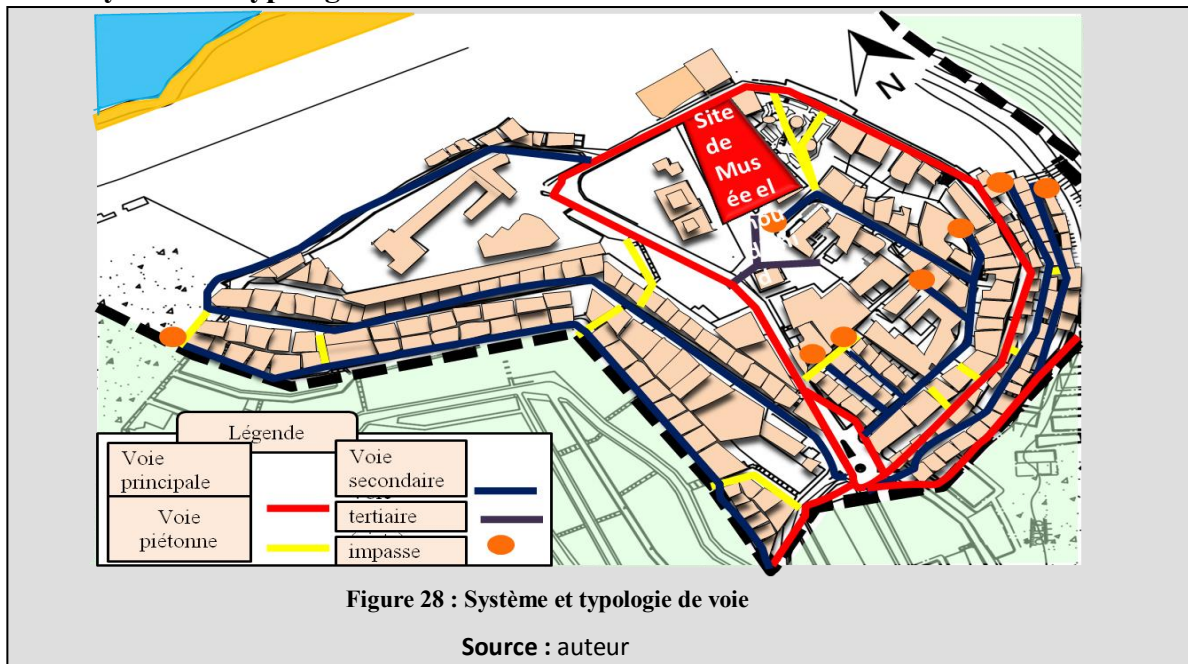 N
Site
de
Mus
ée el
Légende
Voie
principale
Voie
piétonne
Voie
secondaire
tertiaire
impasse
Figure 28 : Système et typologie de voie
Source : auteur